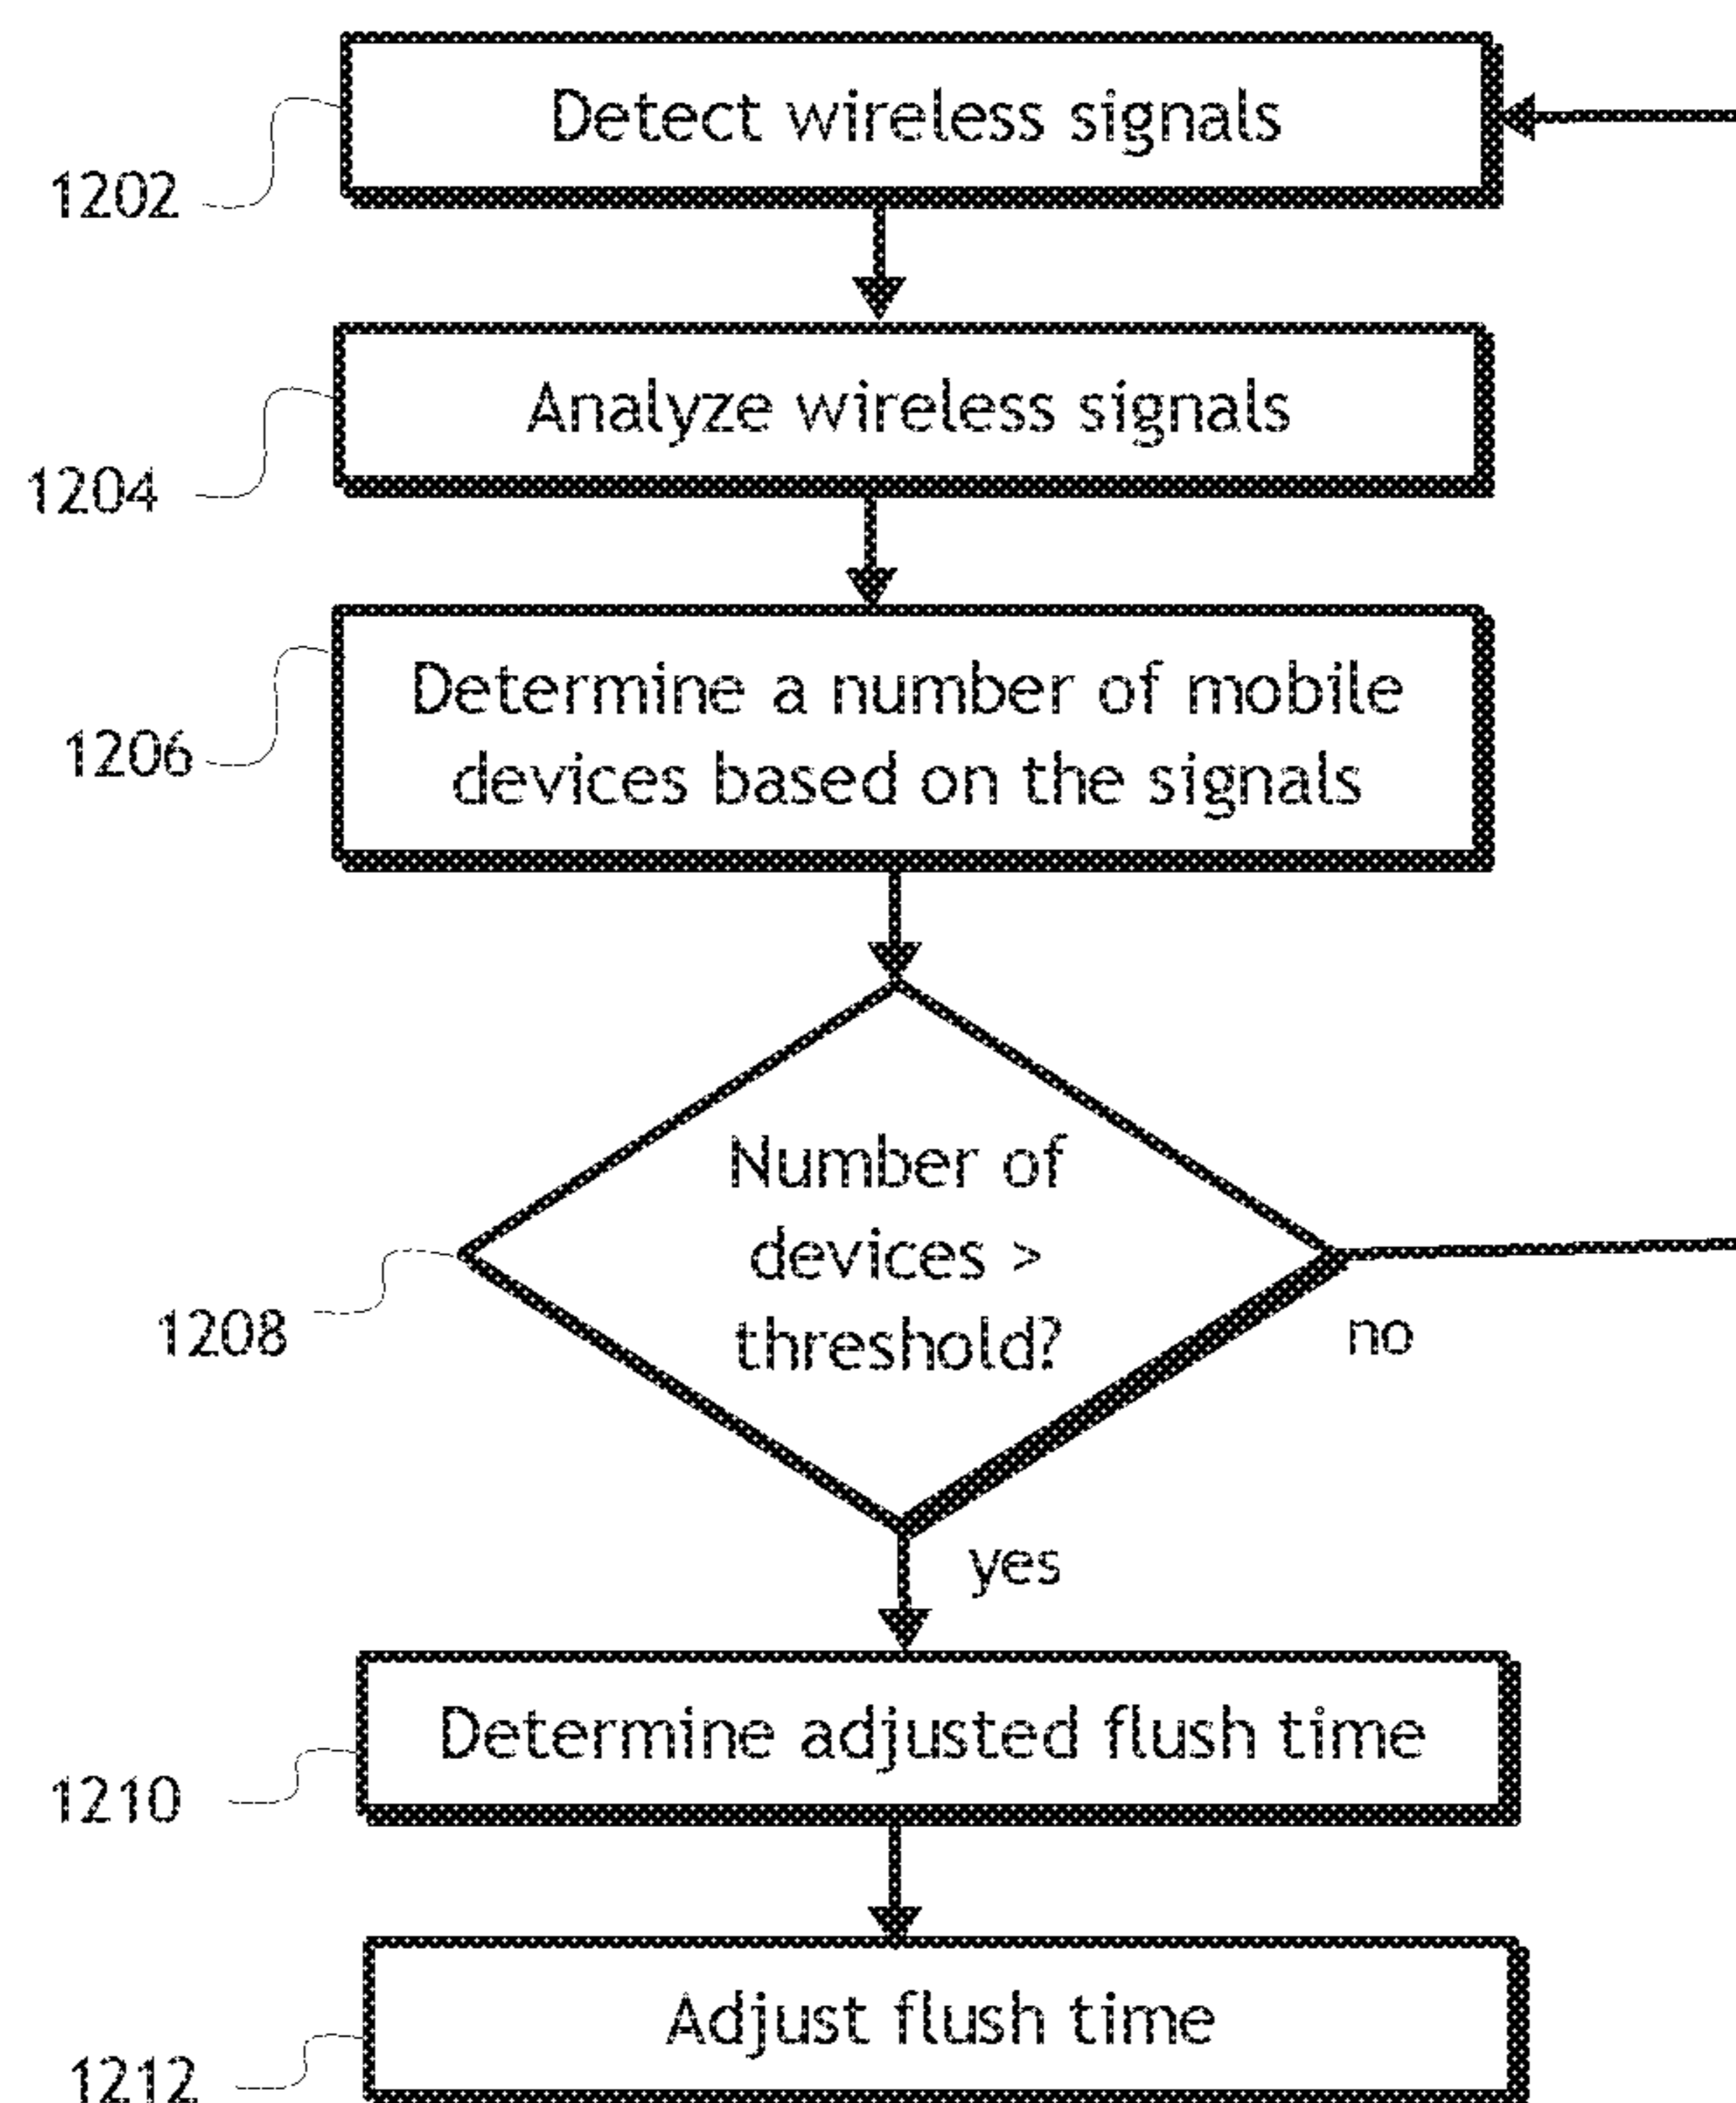 Detect wireless signals
1202
Analyze wireless signals
1204
Determine a number of mobile
devices based on the signals
1206
Number of
devices >
threshold?
1208
no
yes
Determine adjusted flush time
1210
Adjust flush time
1212